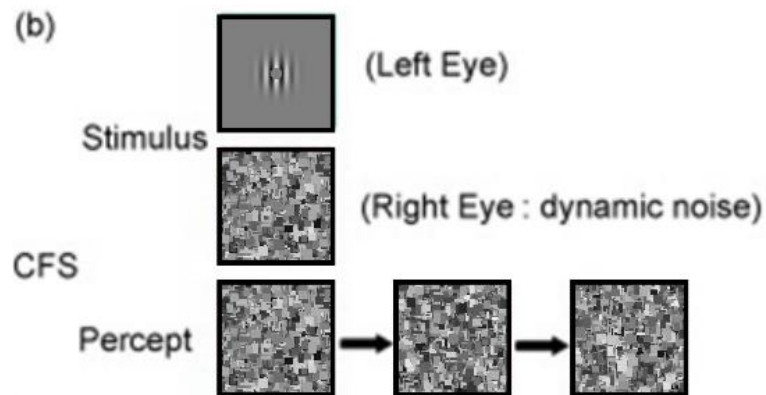 (b)
(Left Eye)
Stimulus
(Right Eye : dynamic noise)
CFS
Percept